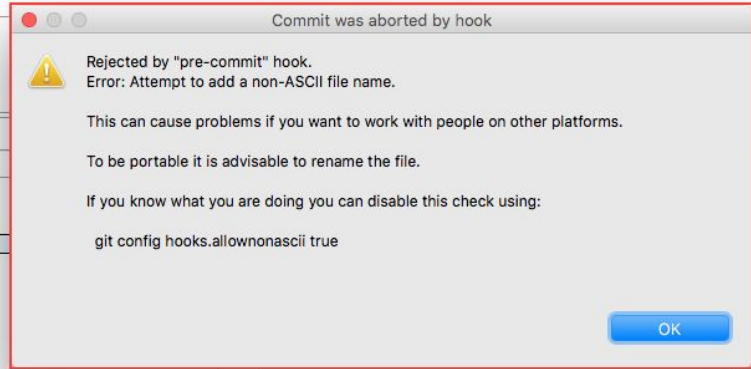 Commit was aborted by hook
Rejected by "pre-commit" hook.
Error: Attempt to add a non-ASCII file name.
This can cause problems if you want to work with people on other platforms.
To be portable it is advisable to rename the file.
If you know what you are doing you can disable this check using:
git config hooks.allownonascii true
OK